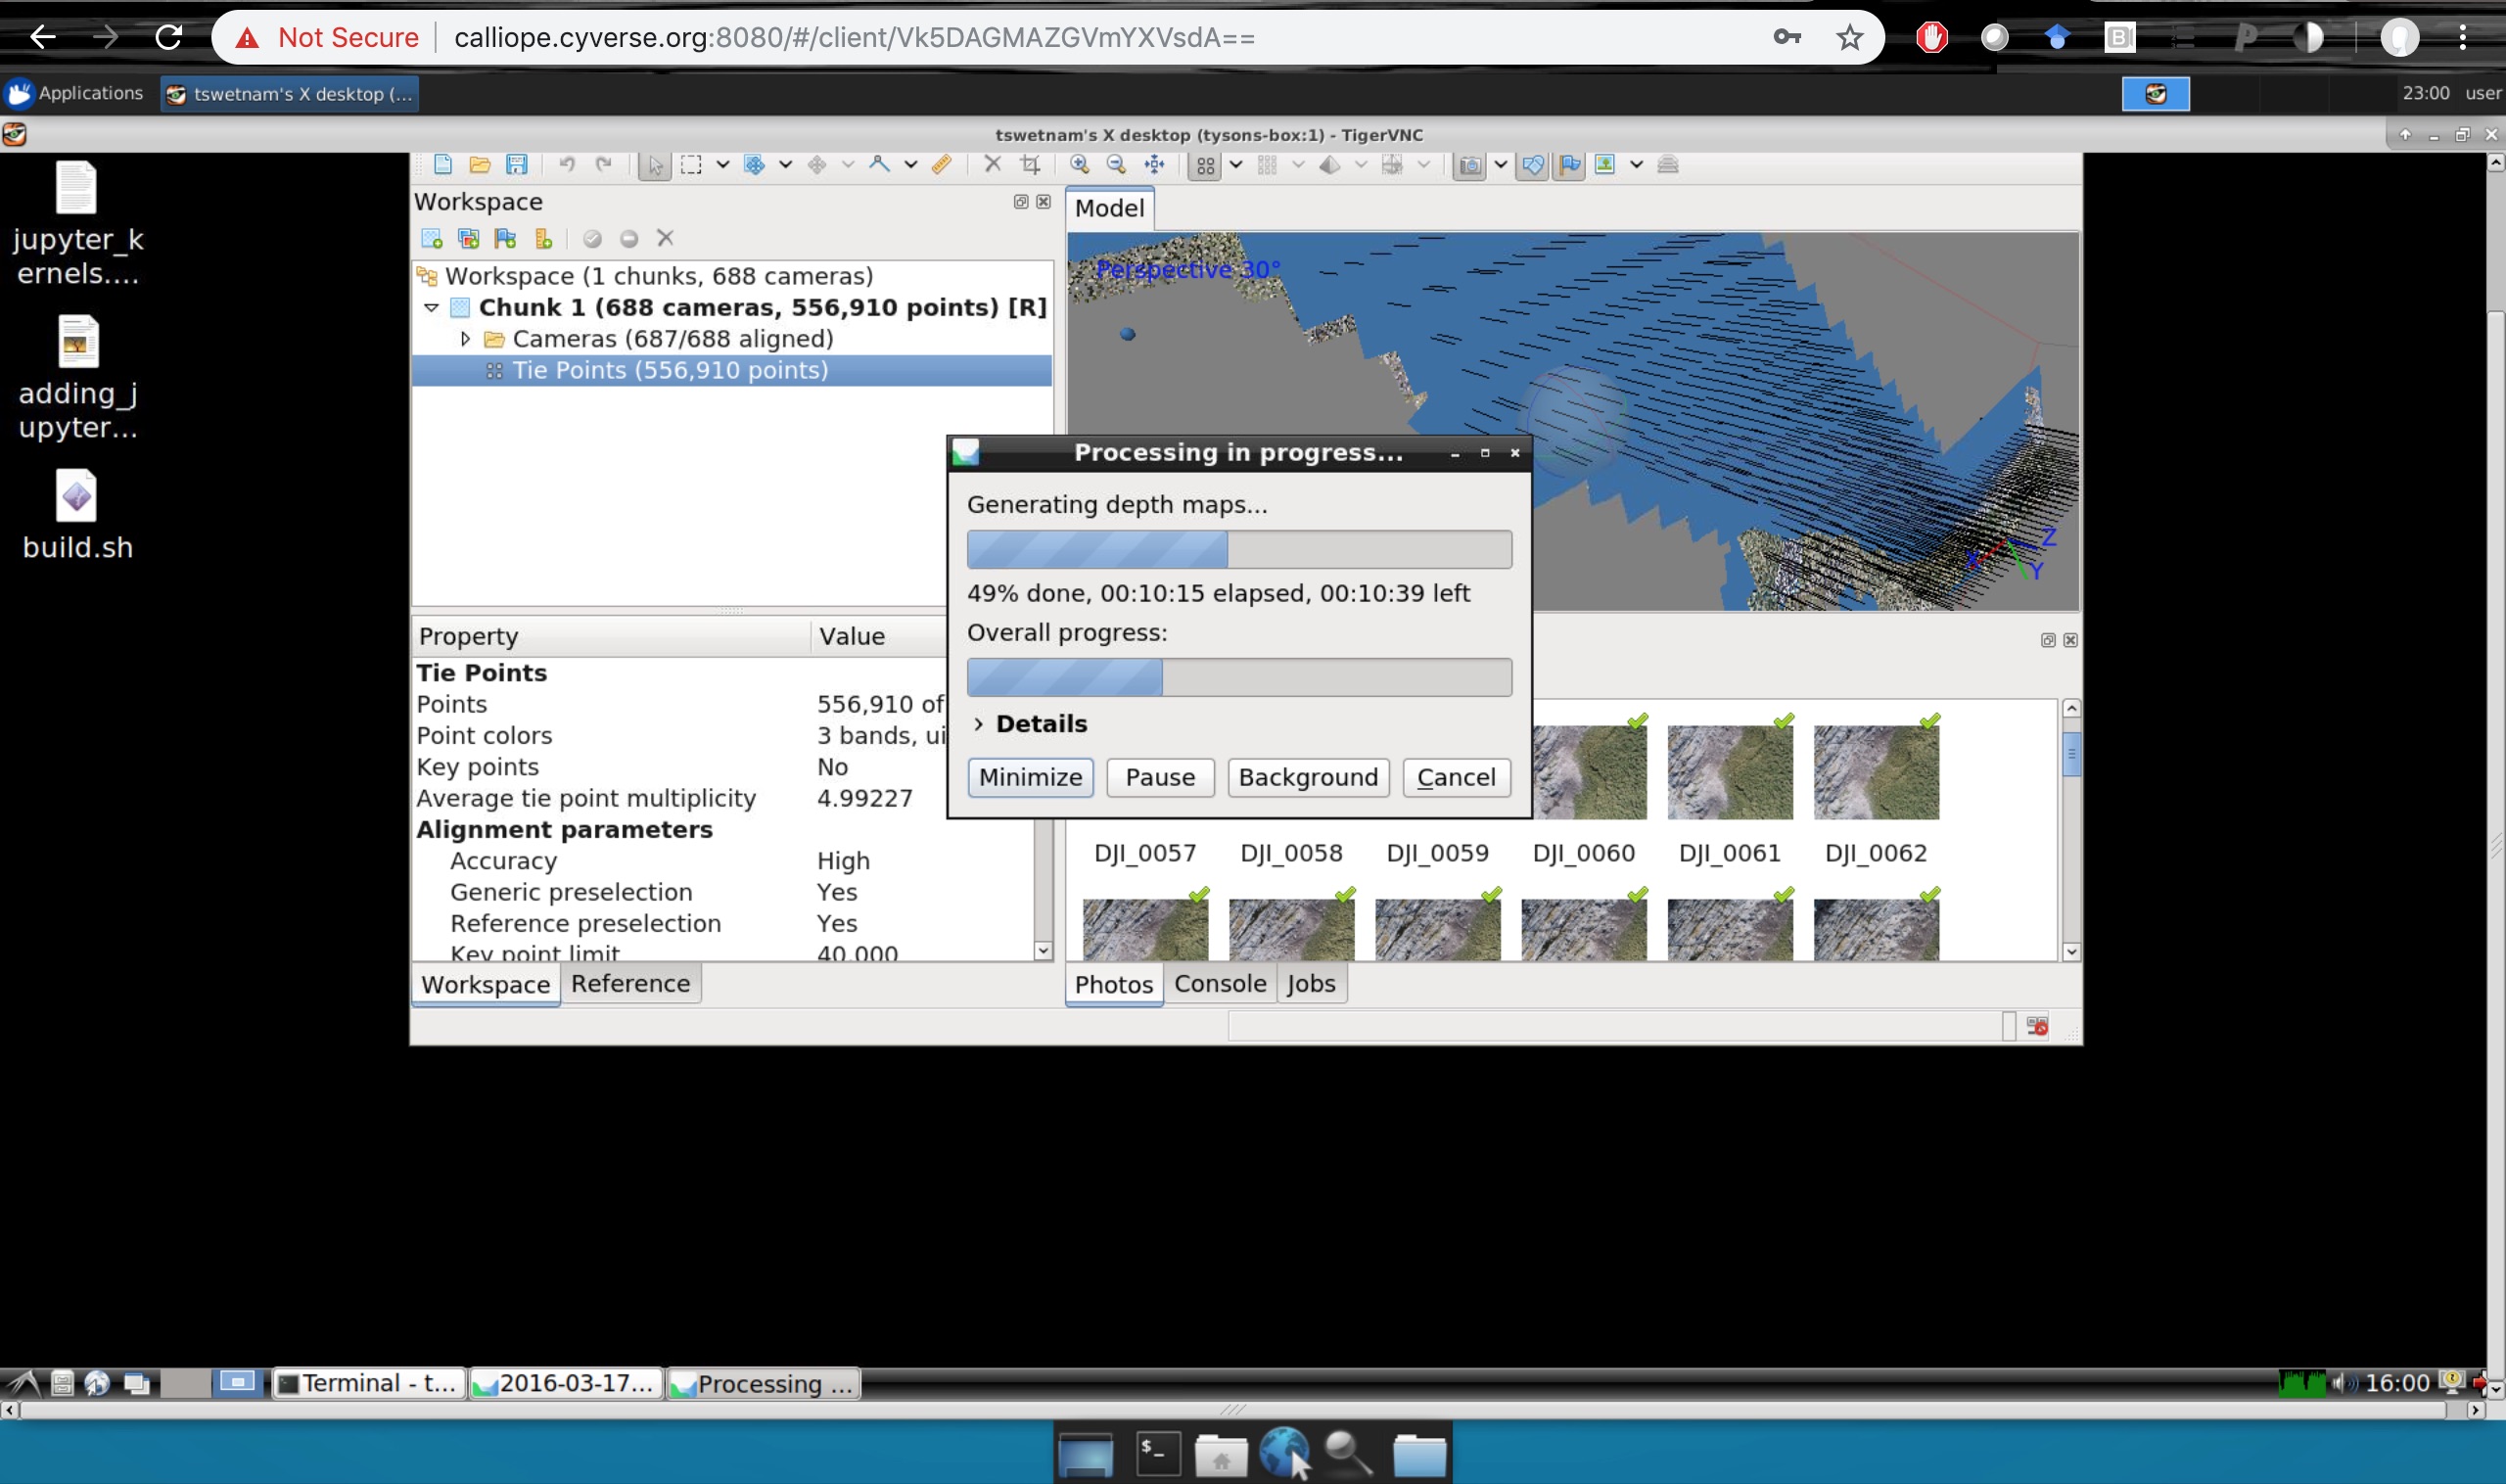 Not Secure
calliope.cyverse.org:8080/#/client/Vk5DAGMAZGVmYXVsdA==
Applications
tswetnam's X desktop (...
23:00 user
tswetnam's X desktop (tysons-box:1) - TigerVNC
jupyter_k
ernels....
adding_j
upyter...
build.sh
Workspace
Workspace (1 chunks, 688 cameras)
Chunk 1 (688 cameras, 556,910 points) [R]
Cameras (687/688 aligned)
Tie Points (556,910 points)
Model
Perspective 30°
X
Y
Z
Processing in progress...
Generating depth maps...
49% done, 00:10:15 elapsed, 00:10:39 left
Overall progress:
› Details
Minimize
Pause
Background
Cancel
Property Value
Tie Points
Points 556,910 of
Point colors 3 bands, ui
Key points No
Average tie point multiplicity 4.99227
Alignment parameters
Accuracy High
Generic preselection Yes
Reference preselection Yes
Key point limit 40,000
Workspace Reference
DJI_0057 DJI_0058 DJI_0059 DJI_0060 DJI_0061 DJI_0062
Photos Console Jobs
Terminal - t...
2016-03-17...
Processing ...
16:00
$_